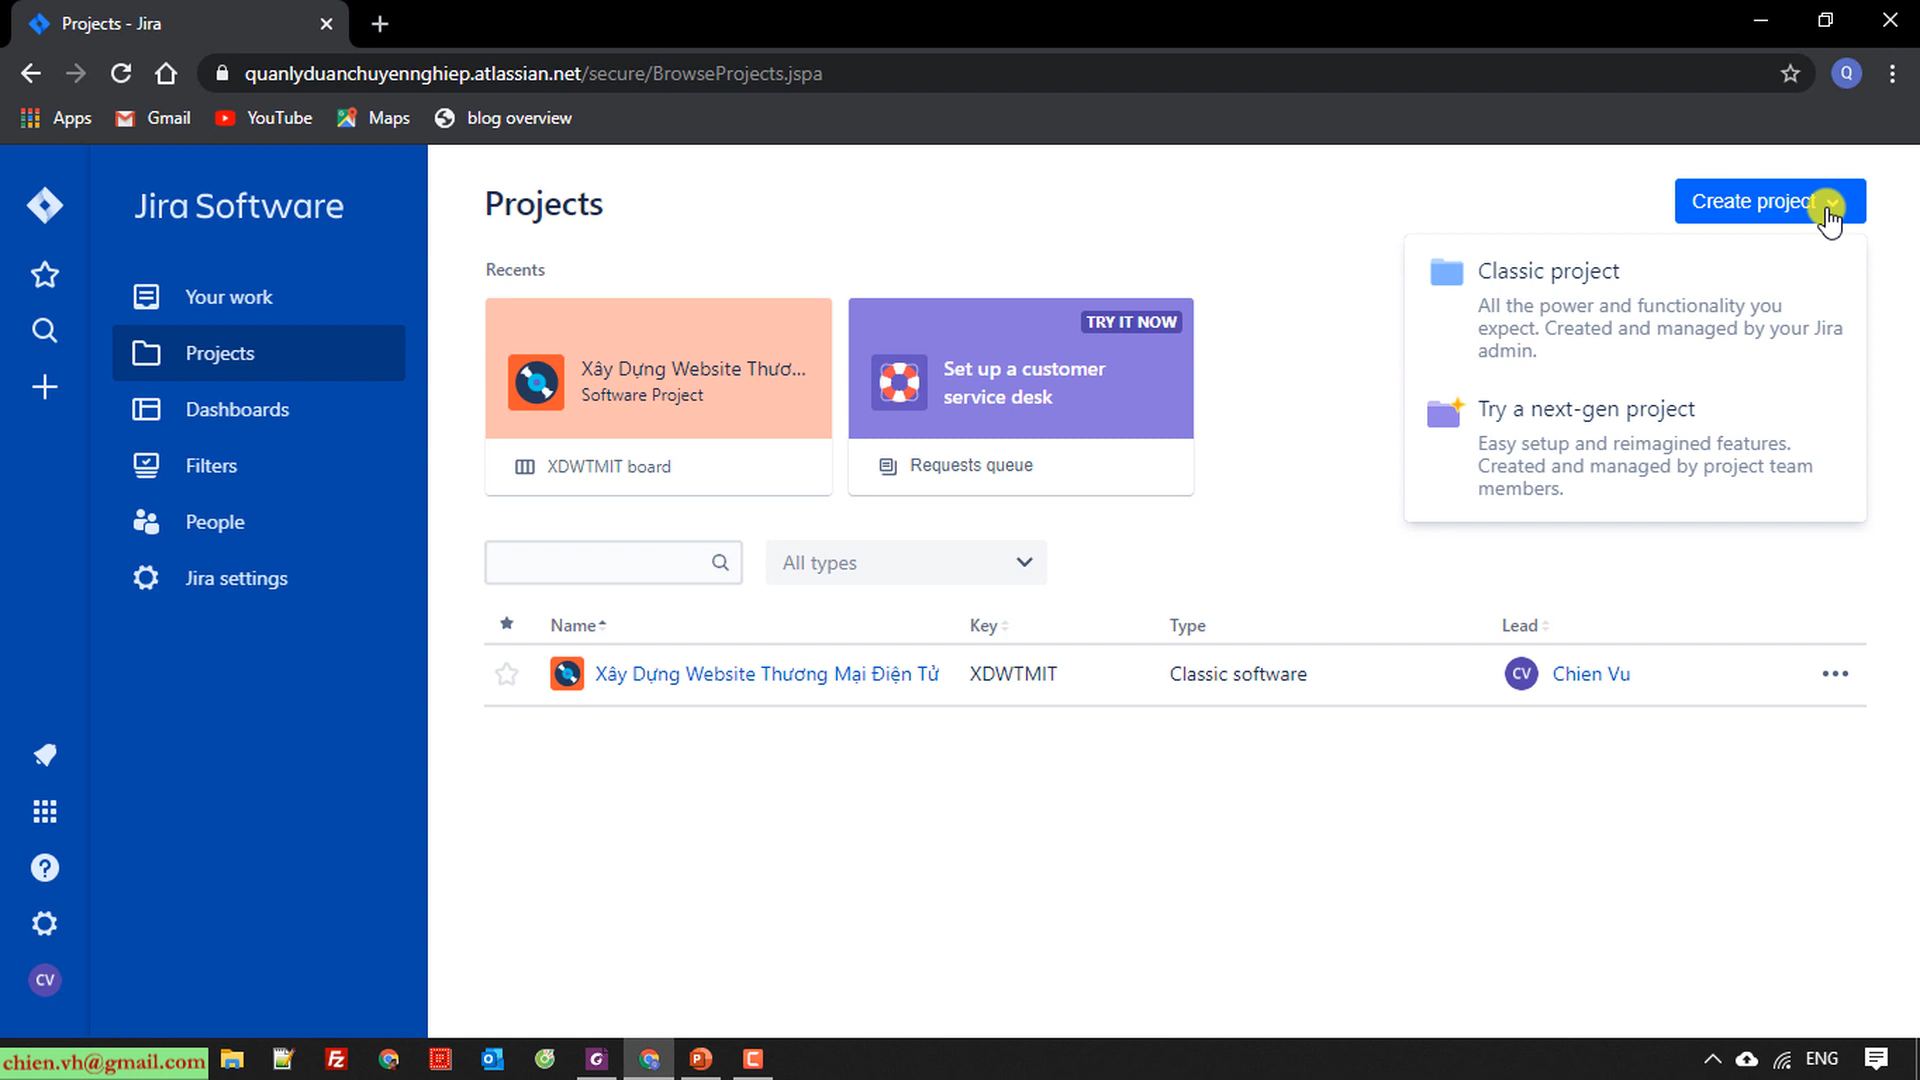 Projects - Jira
quanlyduanchuyennghiep.atlassian.net/secure/BrowseProjects.jspa
Q
Apps
Gmail
YouTube
Maps
blog overview
Jira Software
Your work
Projects
Dashboards
Filters
People
Jira settings
CV
Projects
Create project
Classic project
All the power and functionality you
expect. Created and managed by your Jira
admin.
Try a next-gen project
Easy setup and reimagined features.
Created and managed by project team
members.
Recents
Xây Dựng Website Thươ...
Software Project
XDWTMIT board
TRY IT NOW
Set up a customer
service desk
Requests queue
All types
Name
Key
Type
Lead
Xây Dựng Website Thương Mại Điện Tử
XDWTMIT
Classic software
CV
Chien Vu
chien.vh@gmail.com
ENG